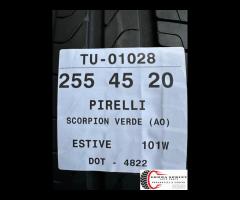 TU-01028
255 45 20
PIRELLI
SCORPION VERDE (AO)
ESTIVE 101W
DOT - 4822